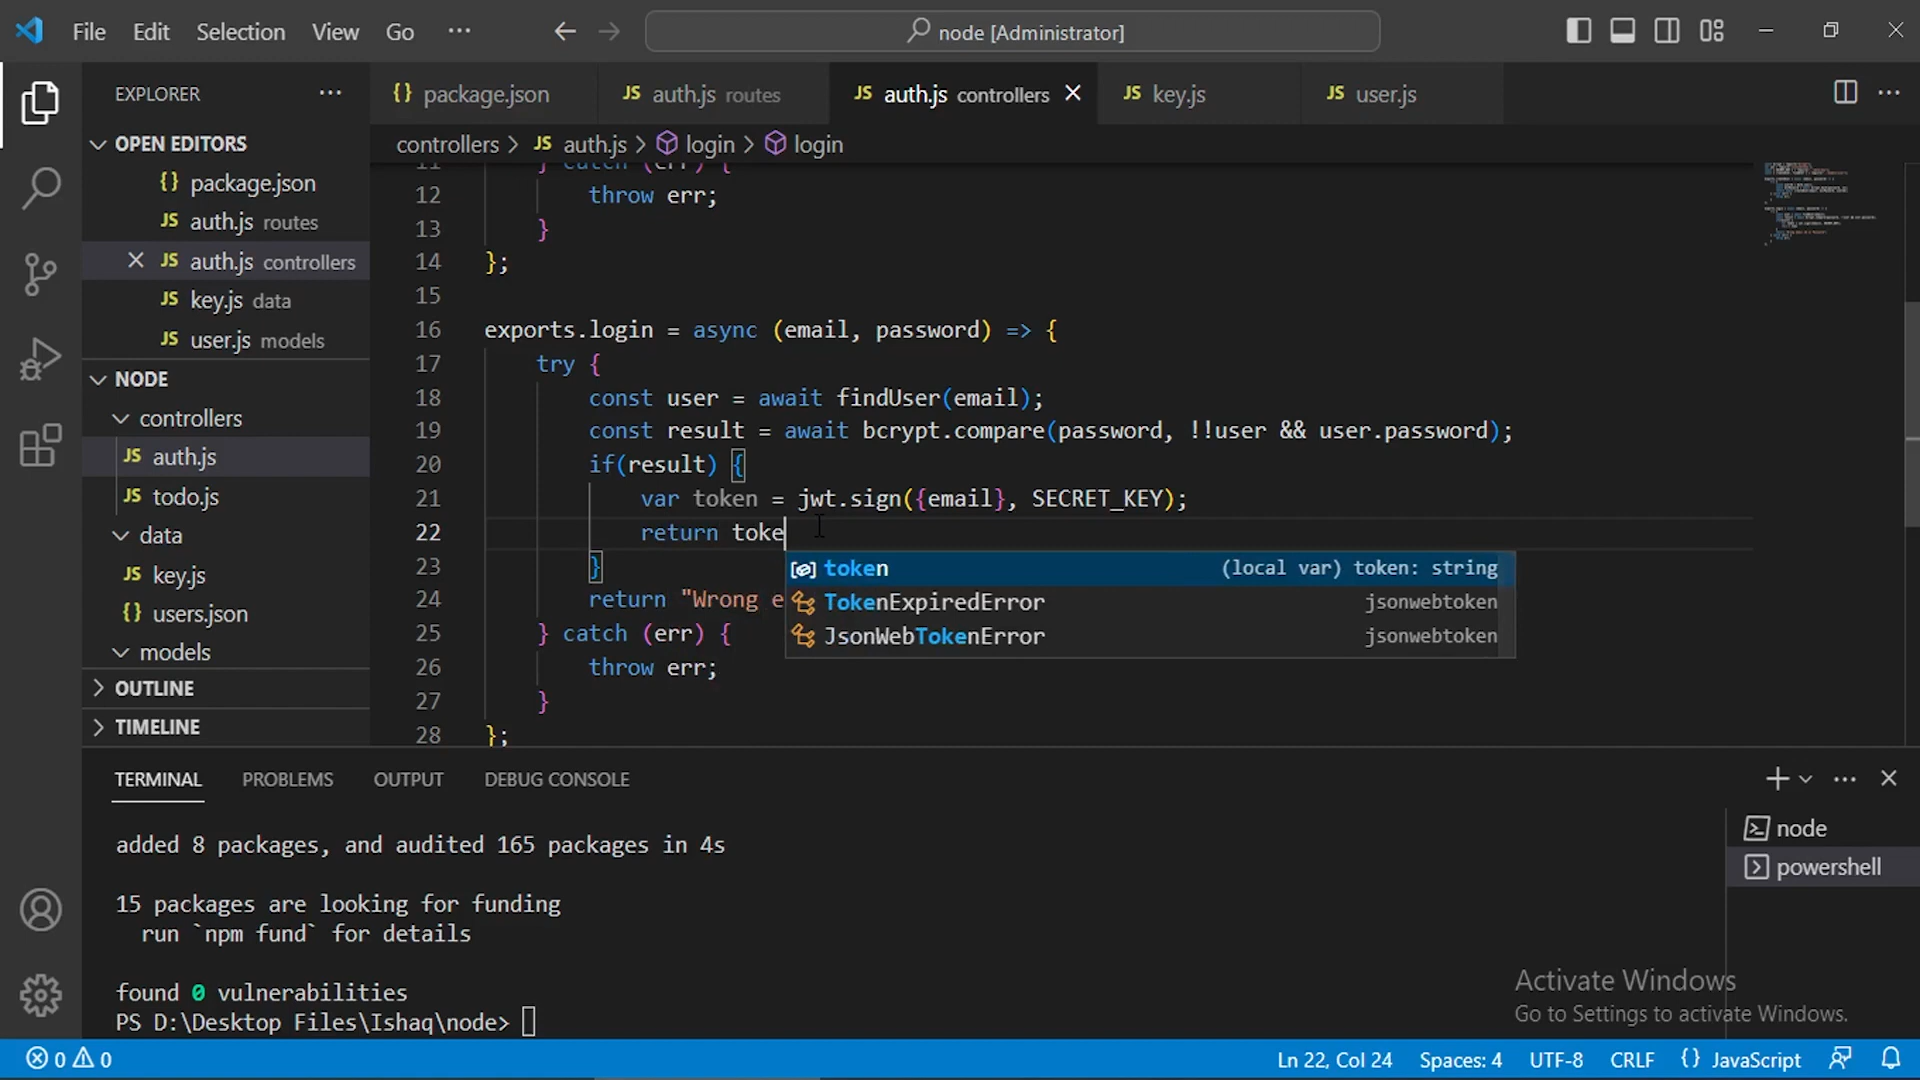 File Edit Selection View Go ··· node [Administrator]
EXPLORER
{} package.json JS auth.js routes JS auth.js controllers JS key.js JS user.js
controllers > JS auth.js > login > login
OPEN EDITORS
{} package.json
JS auth.js routes
JS auth.js controllers
JS key.js data
JS user.js models
NODE
controllers
JS auth.js
JS todo.js
data
JS key.js
{} users.json
models
OUTLINE
TIMELINE
11 } catch (err) {
12 throw err;
13 }
14 };
15
16 exports.login = async (email, password) => {
17 try {
18 const user = await findUser(email);
19 const result = await bcrypt.compare(password, !!user && user.password);
20 if(result) {
21 var token = jwt.sign({email}, SECRET_KEY);
22 return toke
23 }
24 return "Wrong e
25 } catch (err) {
26 throw err;
27 }
28 };
token (local var) token: string
TokenExpiredError jsonwebtoken
JsonWebTokenError jsonwebtoken
TERMINAL PROBLEMS OUTPUT DEBUG CONSOLE
added 8 packages, and audited 165 packages in 4s
15 packages are looking for funding
run `npm fund` for details
found 0 vulnerabilities
PS D:\Desktop Files\Ishaq\node>
node
powershell
Activate Windows
Go to Settings to activate Windows.
0 0 Ln 22, Col 24 Spaces: 4 UTF-8 CRLF {} JavaScript